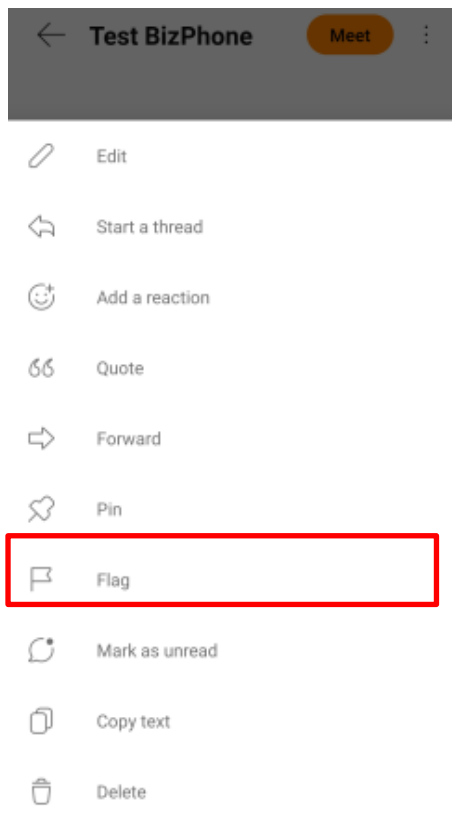 Test BizPhone
Meet
Edit
Start a thread
Add a reaction
Quote
Forward
Pin
Flag
Mark as unread
Copy text
Delete